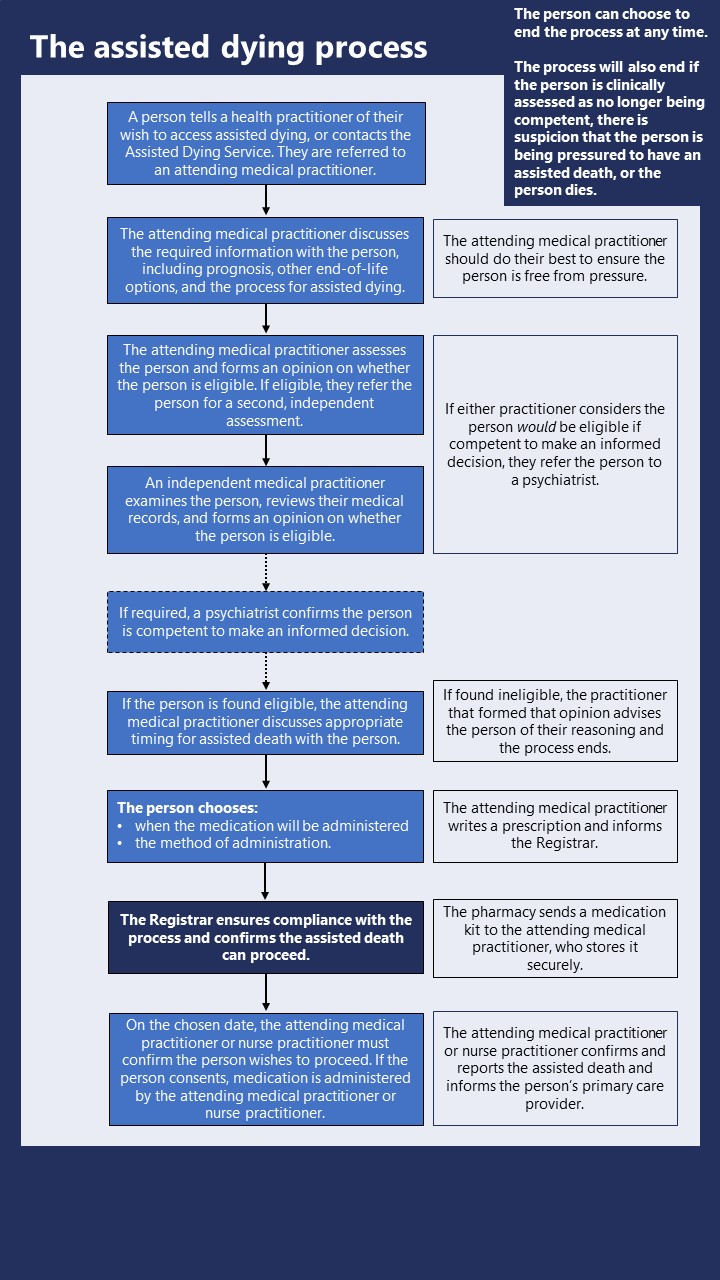 The assisted dying process
The person can choose to
end the process at any time.
The process will also end if
the person is clinically
assessed as no longer being
competent, there is
suspicion that the person is
being pressured to have an
assisted death, or the
person dies.
A person tells a health practitioner of their
wish to access assisted dying, or contacts the
Assisted Dying Service. They are referred to
an attending medical practitioner.
The attending medical practitioner discusses
the required information with the person,
including prognosis, other end-of-life
options, and the process for assisted dying.
The attending medical practitioner
should do their best to ensure the
person is free from pressure.
The attending medical practitioner assesses
the person and forms an opinion on whether
the person is eligible. If eligible, they refer the
person for a second, independent
assessment.
If either practitioner considers the
person would be eligible if
competent to make an informed
decision, they refer the person to
a psychiatrist.
An independent medical practitioner
examines the person, reviews their medical
records, and forms an opinion on whether
the person is eligible.
If required, a psychiatrist confirms the person
is competent to make an informed decision.
If the person is found eligible, the attending
medical practitioner discusses appropriate
timing for assisted death with the person.
If found ineligible, the practitioner
that formed that opinion advises
the person of their reasoning and
the process ends.
The person chooses:
• when the medication will be administered
• the method of administration.
The attending medical practitioner
writes a prescription and informs
the Registrar.
The Registrar ensures compliance with the
process and confirms the assisted death
can proceed.
The pharmacy sends a medication
kit to the attending medical
practitioner, who stores it
securely.
On the chosen date, the attending medical
practitioner or nurse practitioner must
confirm the person wishes to proceed. If the
person consents, medication is administered
by the attending medical practitioner or
nurse practitioner.
The attending medical practitioner
or nurse practitioner confirms and
reports the assisted death and
informs the person's primary care
provider.